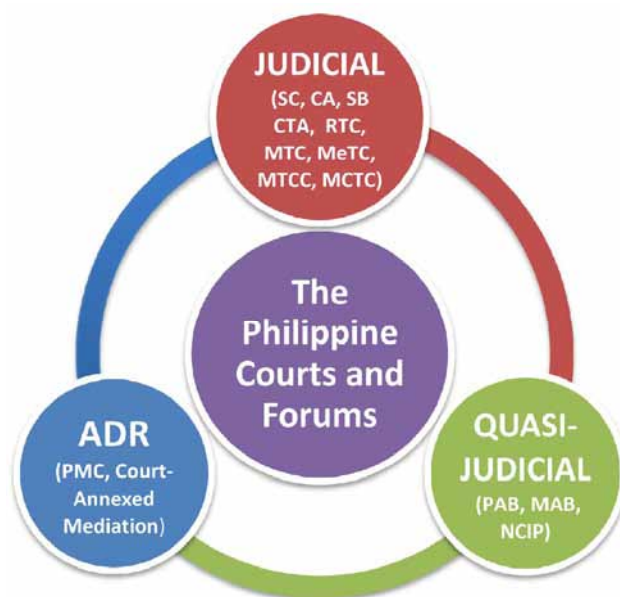 JUDICIAL
(SC, CA, SB
CTA, RTC,
MTC, MeTC,
MTCC, MCTC)
The
Philippine
Courts and
Forums
ADR
(PMC, Court-
Annexed
Mediation)
QUASI-
JUDICIAL
(PAB, MAB,
NCIP)